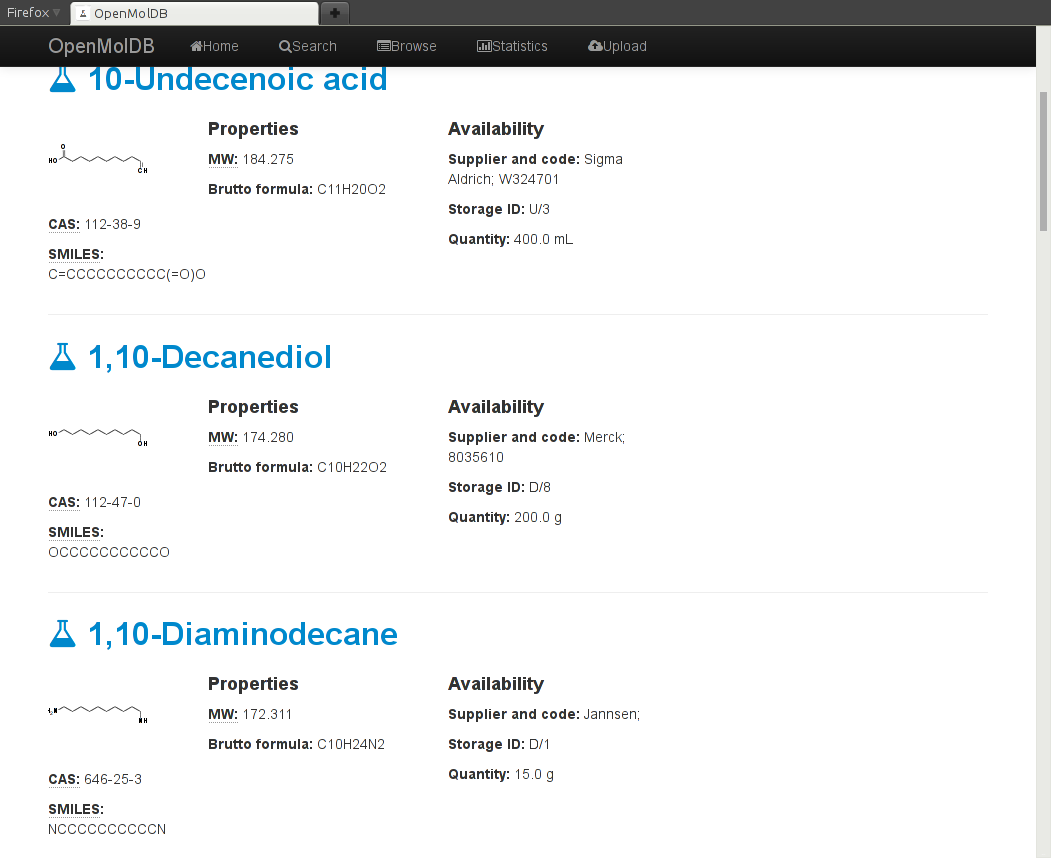 Firefox
OpenMolDB
OpenMolDB Home Search Browse Statistics Upload
10-Undecenoic acid
O
HO
CH
CAS: 112-38-9
SMILES:
C=CCCCCCCCCC(=O)O
Properties
MW: 184.275
Brutto formula: C11H20O2
Availability
Supplier and code: Sigma
Aldrich; W324701
Storage ID: U/3
Quantity: 400.0 mL
1,10-Decanediol
HO
OH
CAS: 112-47-0
SMILES:
OCCCCCCCCCCO
Properties
MW: 174.280
Brutto formula: C10H22O2
Availability
Supplier and code: Merck;
8035610
Storage ID: D/8
Quantity: 200.0 g
1,10-Diaminodecane
NH
CAS: 646-25-3
SMILES:
NCCCCCCCCCCN
Properties
MW: 172.311
Brutto formula: C10H24N2
Availability
Supplier and code: Jannsen;
Storage ID: D/1
Quantity: 15.0 g